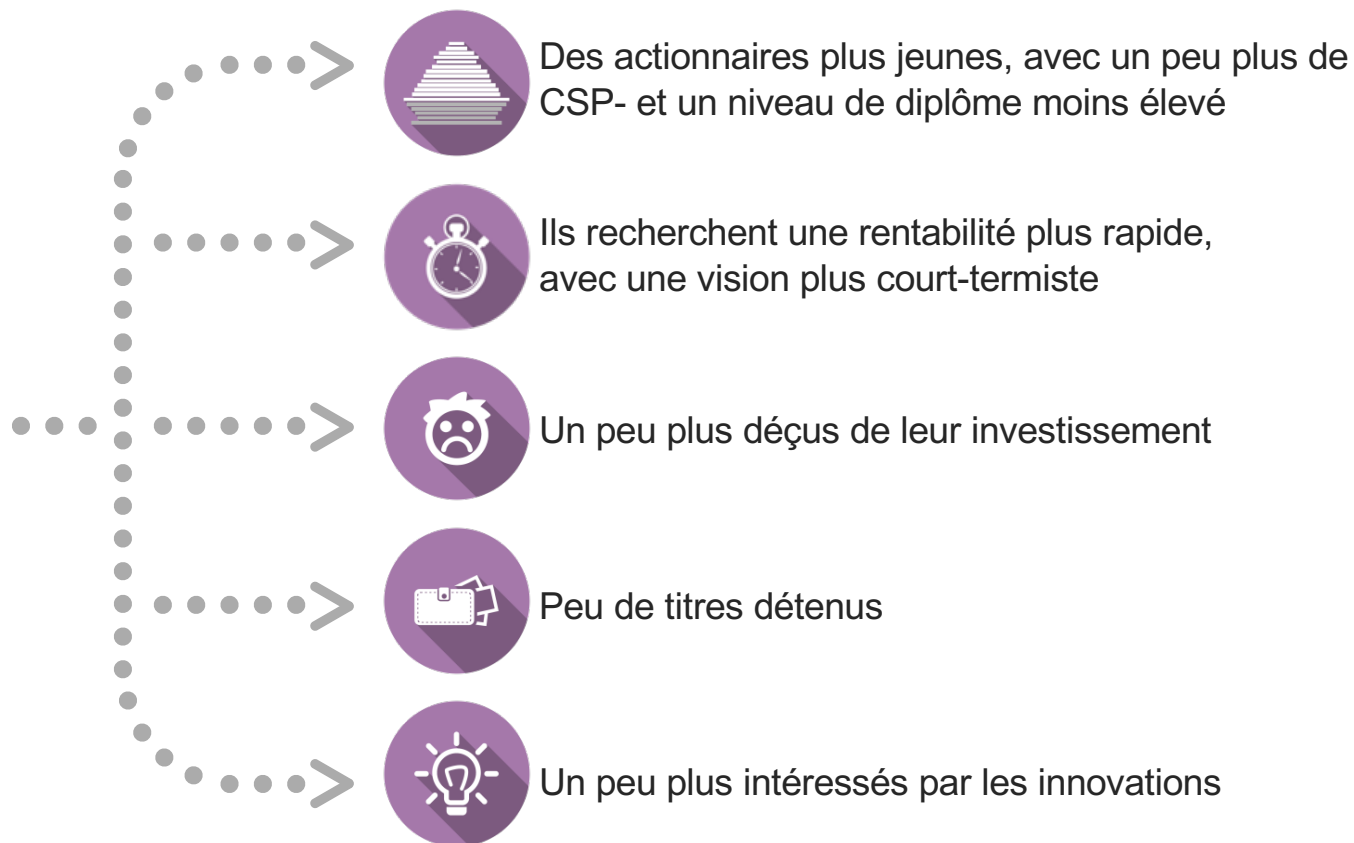 Des actionnaires plus jeunes, avec un peu plus de
CSP- et un niveau de diplôme moins élevé
Ils recherchent une rentabilité plus rapide,
avec une vision plus court-termiste
Un peu plus déçus de leur investissement
Peu de titres détenus
Un peu plus intéressés par les innovations